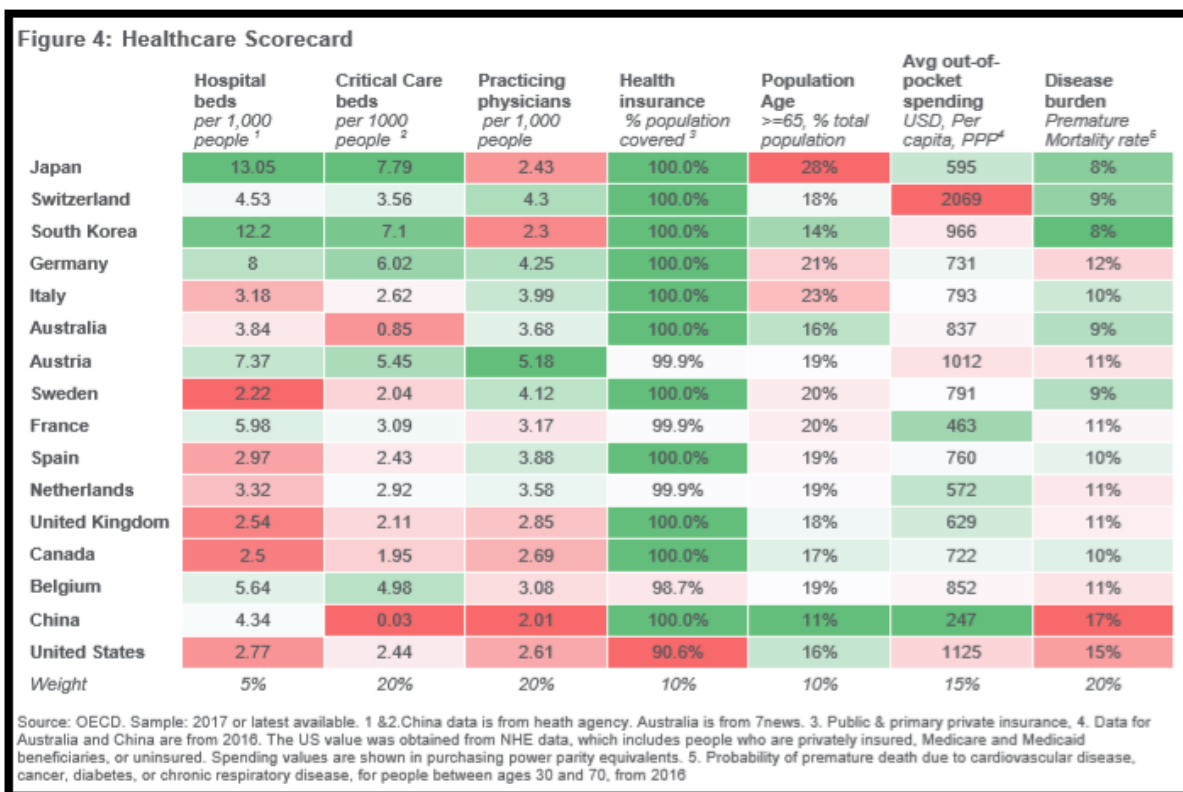 Figure 4: Healthcare Scorecard
Hospital beds per 1,000 people 1 Critical Care beds per 1000 people 2 Practicing physicians per 1,000 people Health insurance % population covered 3 Population Age >=65, % total population Avg out-of-pocket spending USD, Per capita, PPP4 Disease burden Premature Mortality rate5
Japan 13.05 7.79 2.43 100.0% 28% 595 8%
Switzerland 4.53 3.56 4.3 100.0% 18% 2069 9%
South Korea 12.2 7.1 2.3 100.0% 14% 966 8%
Germany 8 6.02 4.25 100.0% 21% 731 12%
Italy 3.18 2.62 3.99 100.0% 23% 793 10%
Australia 3.84 0.85 3.68 100.0% 16% 837 9%
Austria 7.37 5.45 5.18 99.9% 19% 1012 11%
Sweden 2.22 2.04 4.12 100.0% 20% 791 9%
France 5.98 3.09 3.17 99.9% 20% 463 11%
Spain 2.97 2.43 3.88 100.0% 19% 760 10%
Netherlands 3.32 2.92 3.58 99.9% 19% 572 11%
United Kingdom 2.54 2.11 2.85 100.0% 18% 629 11%
Canada 2.5 1.95 2.69 100.0% 17% 722 10%
Belgium 5.64 4.98 3.08 98.7% 19% 852 11%
China 4.34 0.03 2.01 100.0% 11% 247 17%
United States 2.77 2.44 2.61 90.6% 16% 1125 15%
Weight 5% 20% 20% 10% 10% 15% 20%
Source: OECD. Sample: 2017 or latest available. 1 &2.China data is from heath agency. Australia is from 7news. 3. Public & primary private insurance, 4. Data for
Australia and China are from 2016. The US value was obtained from NHE data, which includes people who are privately insured, Medicare and Medicaid
beneficiaries, or uninsured. Spending values are shown in purchasing power parity equivalents. 5. Probability of premature death due to cardiovascular disease,
cancer, diabetes, or chronic respiratory disease, for people between ages 30 and 70, from 2016